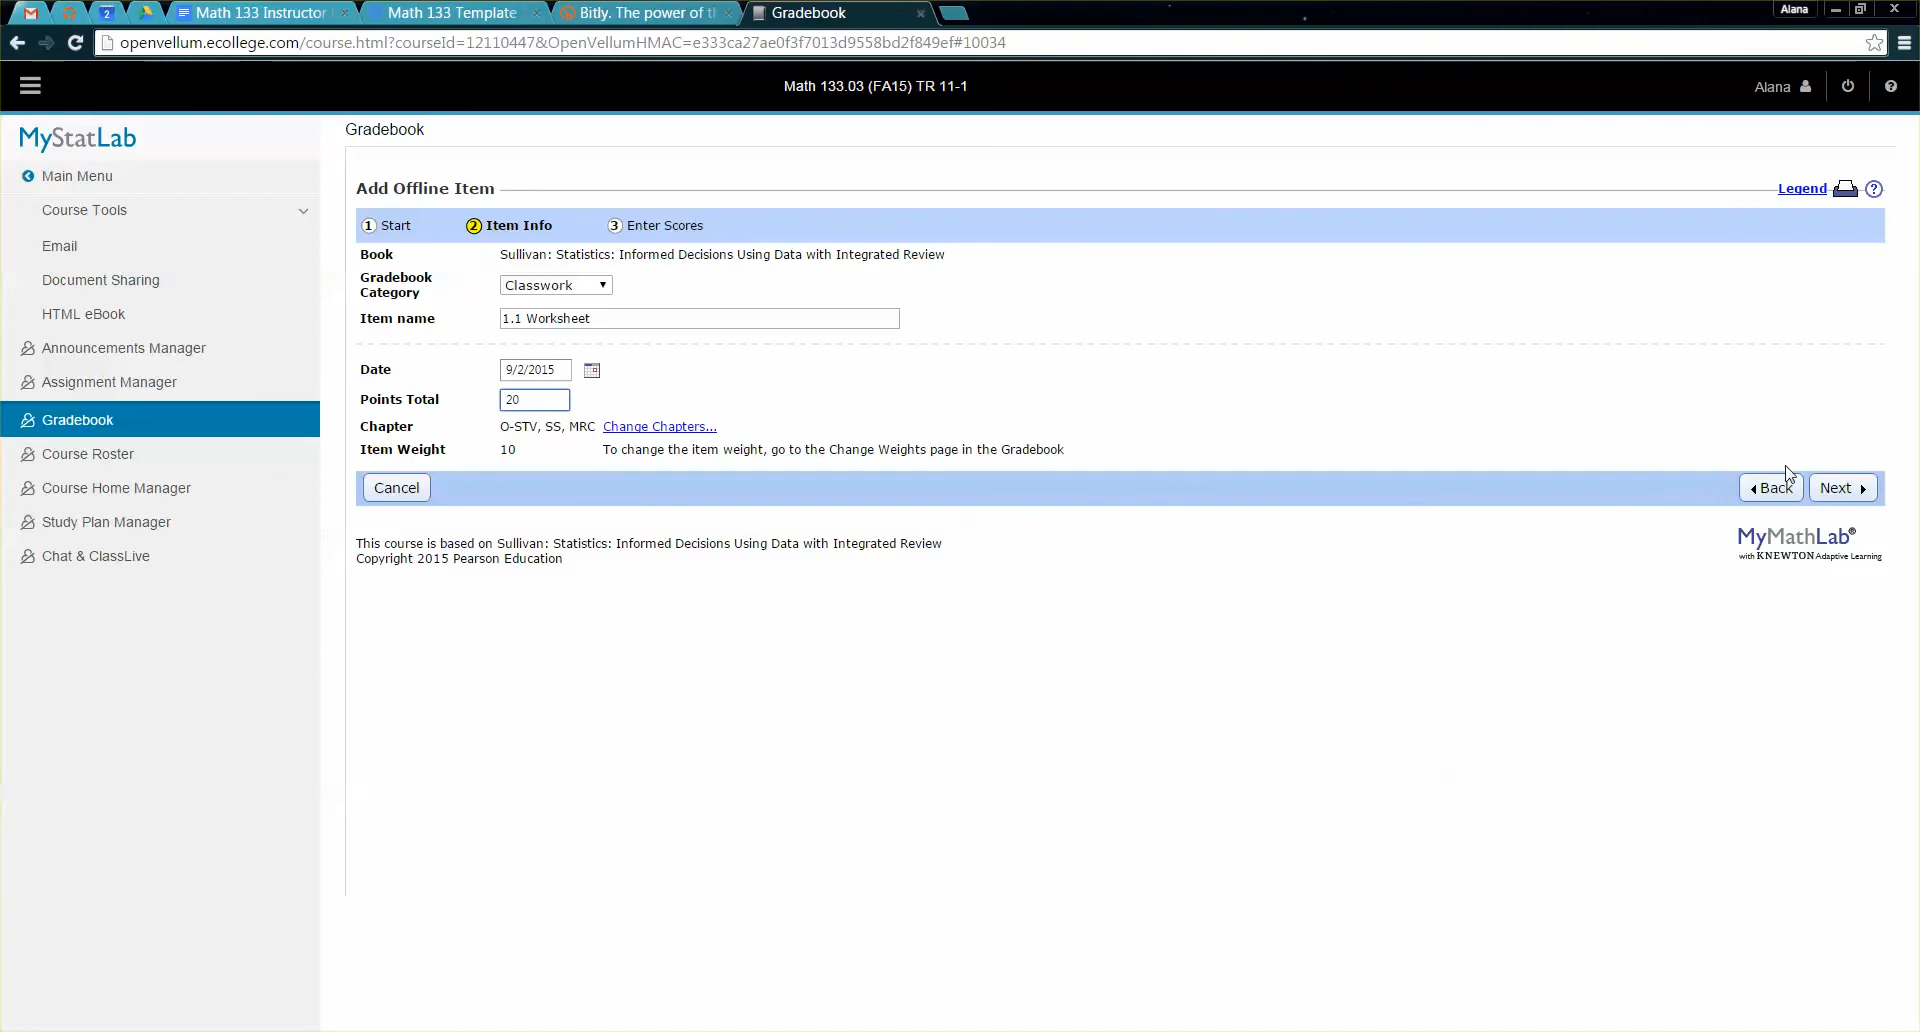 2 Math 133 Instructor Math 133 Template Bitly. The power of t Gradebook Alana
openvellum.ecollege.com/course.html?courseId=12110447&OpenVellumHMAC=e333ca27ae0f3f7013d9558bd2f849ef#10034
Math 133.03 (FA15) TR 11-1 Alana
MyStatLab
Main Menu
Course Tools
Email
Document Sharing
HTML eBook
Announcements Manager
Assignment Manager
Gradebook
Course Roster
Course Home Manager
Study Plan Manager
Chat & ClassLive
Gradebook
Add Offline Item Legend ?
1 Start 2 Item Info 3 Enter Scores
Book Sullivan: Statistics: Informed Decisions Using Data with Integrated Review
Gradebook
Category Classwork
Item name 1.1 Worksheet
Date 9/2/2015
Points Total 20
Chapter O-STV, SS, MRC Change Chapters...
Item Weight 10 To change the item weight, go to the Change Weights page in the Gradebook
Cancel Back Next
This course is based on Sullivan: Statistics: Informed Decisions Using Data with Integrated Review
Copyright 2015 Pearson Education
MyMathLab®
with KNEWTON Adaptive Learning